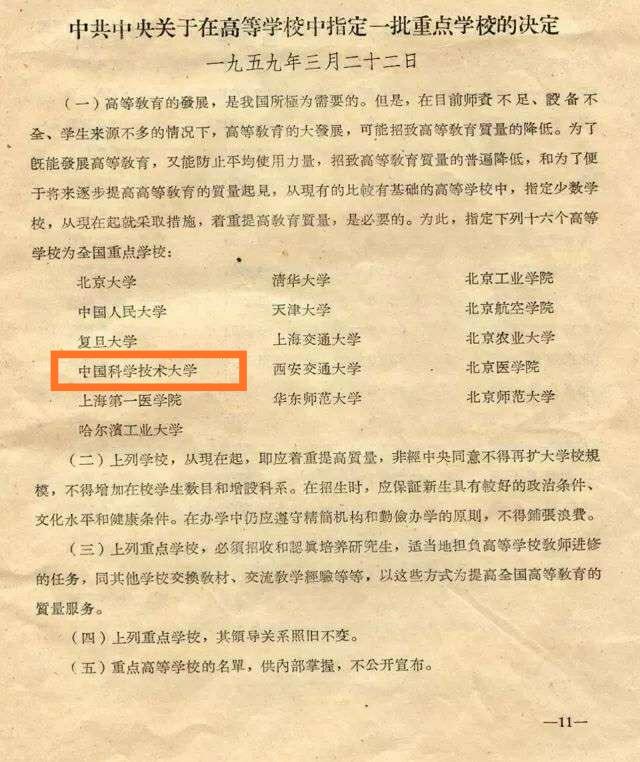 中共中央关于在高等学校中指定一批重点学校的决定
一九五九年三月二十二日
(一)高等敎育的發展,是我国所極为需要的。但是,在目前师資不足、設备不
全、学生来源不多的情况下,高等敎育的大發展,可能招致高等敎育質量的降低。为了
旣能發展高等敎育,又能防止平均使用力量,招致高等敎育質量的普遍降低,和为了便
于将来逐步提高高等敎育的質量起見,从現有的比較有基础的高等学校中,指定少数学
校,从現在起就采取措施,着重提高敎育質量,是必要的。为此,指定下列十六个高等
学校为全国重点学校:
北京大学 清华大学 北京工业学院
中国人民大学 天津大学 北京航空学院
复旦大学 上海交通大学 北京农业大学
中国科学技术大学 西安交通大学 北京医学院
上海第一医学院 华东师范大学 北京师范大学
哈尔濱工业大学
(二)上列学校,从現在起,即应着重提高質量,非經中央同意不得再扩大学校規
模,不得增加在校学生数目和增設科系。在招生时,应保証新生具有較好的政治条件、
文化水平和健康条件。在办学中仍应遵守精簡机构和勤儉办学的原則,不得鋪張浪費。
(三)上列重点学校,必須招收和認眞培养研究生,适当地担負高等学校敎师进修
的任务,同其他学校交換敎材、交流敎学經驗等等,以这些方式为提高全国高等敎育的
質量服务。
(四)上列重点学校,其領导关系照旧不变。
(五)重点高等学校的名單,供內部掌握,不公开宣布。
—11—